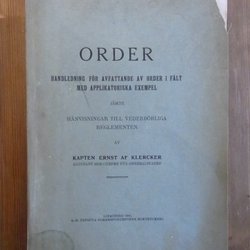 ORDER
HANDLEDNING FÖR AVFATTANDE AV ORDER I FÄLT
MED APPLIKATORISKA EXEMPEL
JÄMTE
HÄNVISNINGAR TILL VEDERBÖRLIGA
REGLEMENTEN
AV
KAPTEN ERNST AF KLERCKER